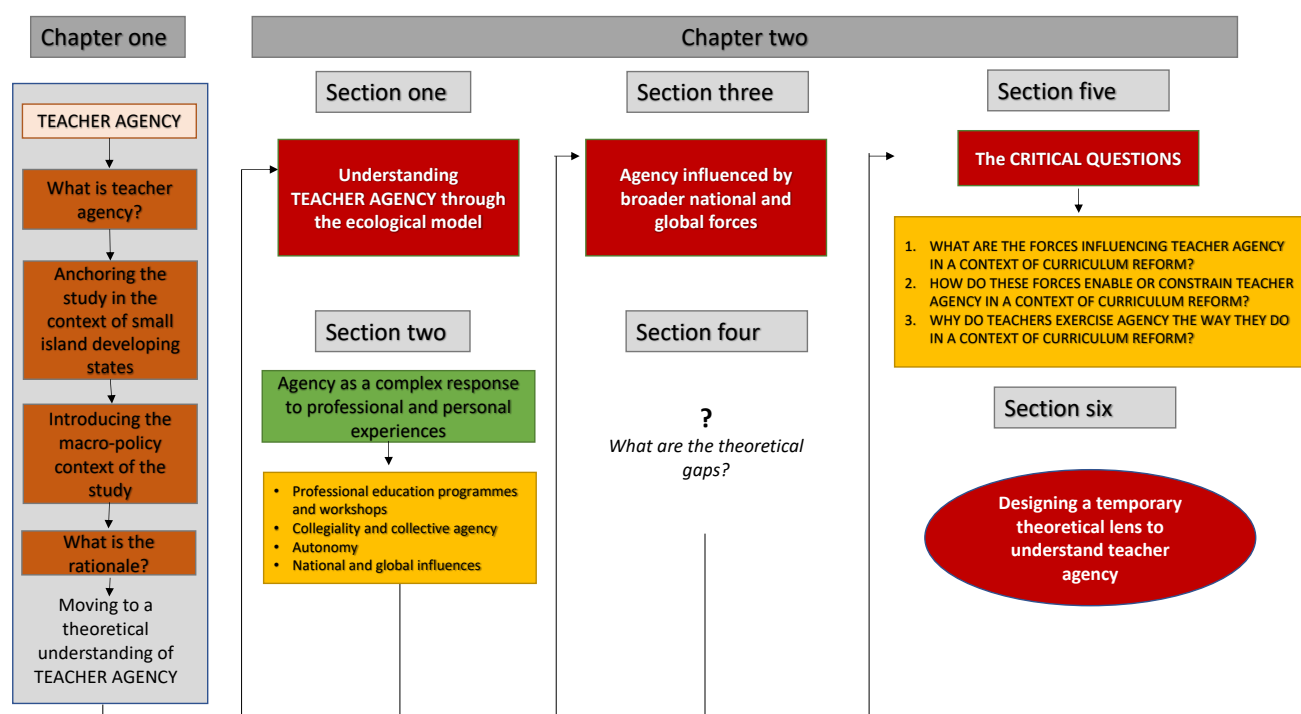 Chapter one
TEACHER AGENCY
What is teacher
agency?
Anchoring the
study in the
context of small
island developing
states
Introducing the
macro-policy
context of the
study
What is the
rationale?
Moving to a
theoretical
understanding of
TEACHER AGENCY
Chapter two
Section one
Understanding
TEACHER AGENCY through
the ecological model
Section two
Agency as a complex response
to professional and personal
experiences
• Professional education programmes
and workshops
• Collegiality and collective agency
• Autonomy
• National and global influences
Section three
Agency influenced by
broader national and
global forces
Section four
?
What are the theoretical
gaps?
Section five
The CRITICAL QUESTIONS
1. WHAT ARE THE FORCES INFLUENCING TEACHER AGENCY
IN A CONTEXT OF CURRICULUM REFORM?
2. HOW DO THESE FORCES ENABLE OR CONSTRAIN TEACHER
AGENCY IN A CONTEXT OF CURRICULUM REFORM?
3. WHY DO TEACHERS EXERCISE AGENCY THE WAY THEY DO
IN A CONTEXT OF CURRICULUM REFORM?
Section six
Designing a temporary
theoretical lens to
understand teacher
agency